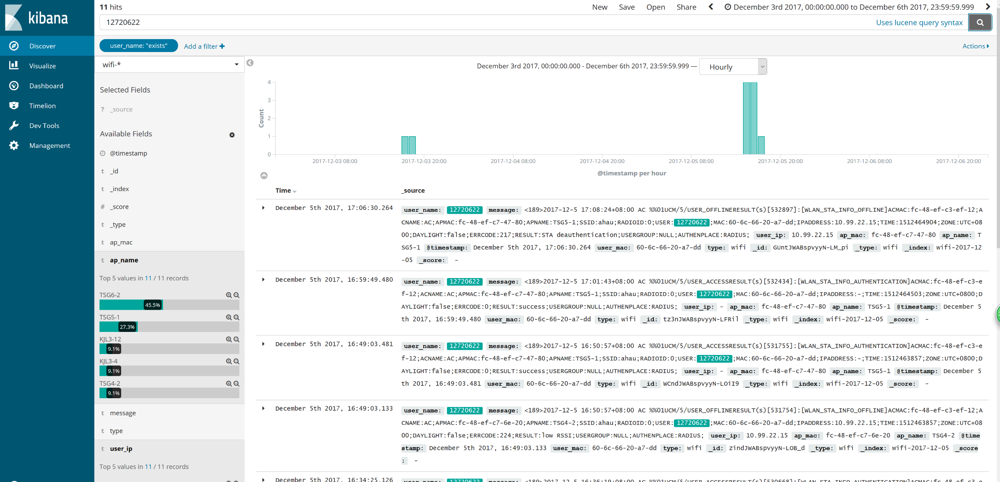 kibana
Discover
Visualize
Dashboard
Timelion
Dev Tools
Management
11 hits
New Save Open Share December 3rd 2017, 00:00:00.000 to December 6th 2017, 23:59:59.999
12720622
Uses lucene query syntax
user_name: "exists" Add a filter
Actions
wifi-*
Selected Fields
? _source
Available Fields
@timestamp
t _id
t _index
# _score
t _type
t ap_mac
t ap_name
Top 5 values in 11 / 11 records
TSG6-2
45.5%
TSG5-1
27.3%
KJL3-12
9.1%
KJL3-4
9.1%
TSG4-2
9.1%
t message
t type
t user_ip
Top 5 values in 11 / 11 records
December 3rd 2017, 00:00:00.000 - December 6th 2017, 23:59:59.999 — Hourly
Count
4
3
2
1
0
2017-12-03 08:00 2017-12-03 20:00 2017-12-04 08:00 2017-12-04 20:00 2017-12-05 08:00 2017-12-05 20:00 2017-12-06 08:00 2017-12-06 20:00
@timestamp per hour
Time _source
December 5th 2017, 17:06:30.264 user_name: 12720622 message: <189>2017-12-5 17:08:24+08:00 AC %%01UCM/5/USER_OFFLINERESULT(s)[532897]:[WLAN_STA_INFO_OFFLINE]ACMAC:fc-48-ef-c3-ef-12;A
CNAME:AC;APMAC:fc-48-ef-c7-47-80;APNAME:TSG5-1;SSID:ahau;RADIOID:0;USER:12720622;MAC:60-6c-66-20-a7-dd;IPADDRESS:10.99.22.15;TIME:1512464904;ZONE:UTC+08
00;DAYLIGHT:false;ERRCODE:217;RESULT:STA deauthentication;USERGROUP:NULL;AUTHENPLACE:RADIUS; user_ip: 10.99.22.15 ap_mac: fc-48-ef-c7-47-80 ap_name: T
SG5-1 @timestamp: December 5th 2017, 17:06:30.264 user_mac: 60-6c-66-20-a7-dd type: wifi _id: GUntJWABspvyyN-LM_pi _type: wifi _index: wifi-2017-12
-05 _score: -
December 5th 2017, 16:59:49.480 user_name: 12720622 message: <189>2017-12-5 17:01:43+08:00 AC %%01UCM/5/USER_ACCESSRESULT(s)[532434]:[WLAN_STA_INFO_AUTHENTICATION]ACMAC:fc-48-ef-c3-e
f-12;ACNAME:AC;APMAC:fc-48-ef-c7-47-80;APNAME:TSG5-1;SSID:ahau;RADIOID:0;USER:12720622;MAC:60-6c-66-20-a7-dd;IPADDRESS:-;TIME:1512464503;ZONE:UTC+0800;D
AYLIGHT:false;ERRCODE:0;RESULT:success;USERGROUP:NULL;AUTHENPLACE:RADIUS; user_ip: - ap_mac: fc-48-ef-c7-47-80 ap_name: TSG5-1 @timestamp: December 5
th 2017, 16:59:49.480 user_mac: 60-6c-66-20-a7-dd type: wifi _id: tz3nJWABspvyyN-LFRil _type: wifi _index: wifi-2017-12-05 _score: -
December 5th 2017, 16:49:03.481 user_name: 12720622 message: <189>2017-12-5 16:50:57+08:00 AC %%01UCM/5/USER_ACCESSRESULT(s)[531755]:[WLAN_STA_INFO_AUTHENTICATION]ACMAC:fc-48-ef-c3-e
f-12;ACNAME:AC;APMAC:fc-48-ef-c7-47-80;APNAME:TSG5-1;SSID:ahau;RADIOID:0;USER:12720622;MAC:60-6c-66-20-a7-dd;IPADDRESS:-;TIME:1512463857;ZONE:UTC+0800;D
AYLIGHT:false;ERRCODE:0;RESULT:success;USERGROUP:NULL;AUTHENPLACE:RADIUS; user_ip: - ap_mac: fc-48-ef-c7-47-80 ap_name: TSG5-1 @timestamp: December 5
th 2017, 16:49:03.481 user_mac: 60-6c-66-20-a7-dd type: wifi _id: WCndJWABspvyyN-LOiI9 _type: wifi _index: wifi-2017-12-05 _score: -
December 5th 2017, 16:49:03.133 user_name: 12720622 message: <189>2017-12-5 16:50:57+08:00 AC %%01UCM/5/USER_OFFLINERESULT(s)[531754]:[WLAN_STA_INFO_OFFLINE]ACMAC:fc-48-ef-c3-ef-12;A
CNAME:AC;APMAC:fc-48-ef-c7-6e-20;APNAME:TSG4-2;SSID:ahau;RADIOID:0;USER:12720622;MAC:60-6c-66-20-a7-dd;IPADDRESS:10.99.22.15;TIME:1512463857;ZONE:UTC+08
00;DAYLIGHT:false;ERRCODE:224;RESULT:low RSSI;USERGROUP:NULL;AUTHENPLACE:RADIUS; user_ip: 10.99.22.15 ap_mac: fc-48-ef-c7-6e-20 ap_name: TSG4-2 @time
stamp: December 5th 2017, 16:49:03.133 user_mac: 60-6c-66-20-a7-dd type: wifi _id: zindJWABspvyyN-LOB_d _type: wifi _index: wifi-2017-12-05 _score
: -
December 5th 2017, 16:34:25.126 user_name: 12720622 message: <189>2017-12-5 16:36:19+08:00 AC %%01UCM/5/USER_ACCESSRESULT(s)[530668]:[WLAN_STA_INFO_AUTHENTICATION]ACMAC:fc-48-ef-c3-e